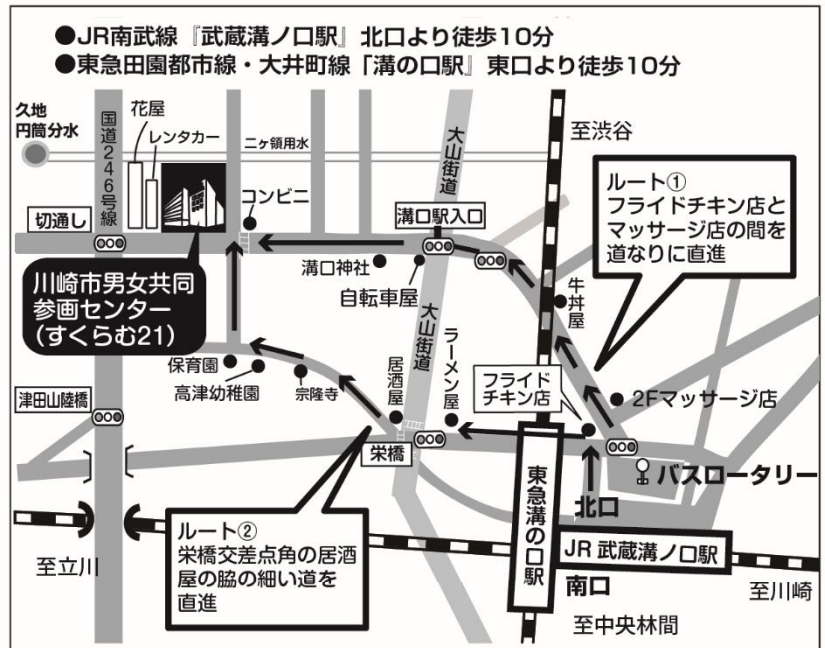 ●JR南武線『武蔵溝ノ口駅』北口より徒歩10分
●東急田園都市線・大井町線「溝の口駅」東口より徒歩10分
久地
円筒分水
国道246号線
花屋
レンタカー
二ヶ領用水
大山街道
至渋谷
ルート①
フライドチキン店と
マッサージ店の間を
道なりに直進
コンビニ
切通し
溝口駅入口
溝口神社
自転車屋
牛丼屋
川崎市男女共同
参画センター
(すくらむ21)
大山街道
ラーメン屋
居酒屋
保育園
高津幼稚園
宗隆寺
フライド
チキン店
2Fマッサージ店
津田山陸橋
栄橋
バスロータリー
北口
東急溝の口駅
JR 武蔵溝ノ口駅
南口
ルート②
栄橋交差点角の居酒
屋の脇の細い道を
直進
至立川
至川崎
至中央林間